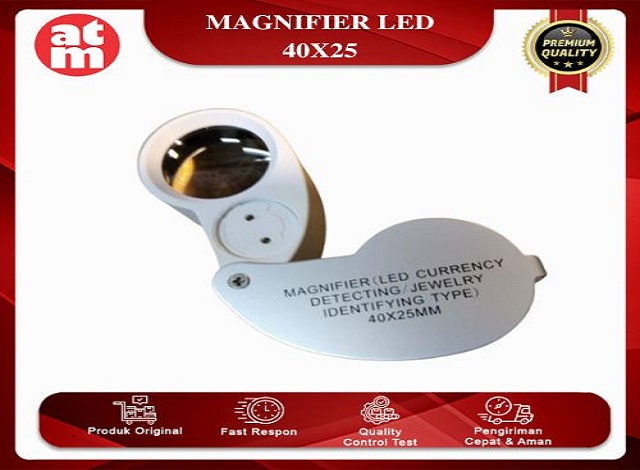 atm
MAGNIFIER LED
40X25
PREMIUM
QUALITY
MAGNIFIER(LED CURRENCY
DETECTING/JEWELRY
IDENTIFYING TYPE)
40X25MM
Produk Original
Fast Respon
Quality
Control Test
Pengiriman
Cepat & Aman